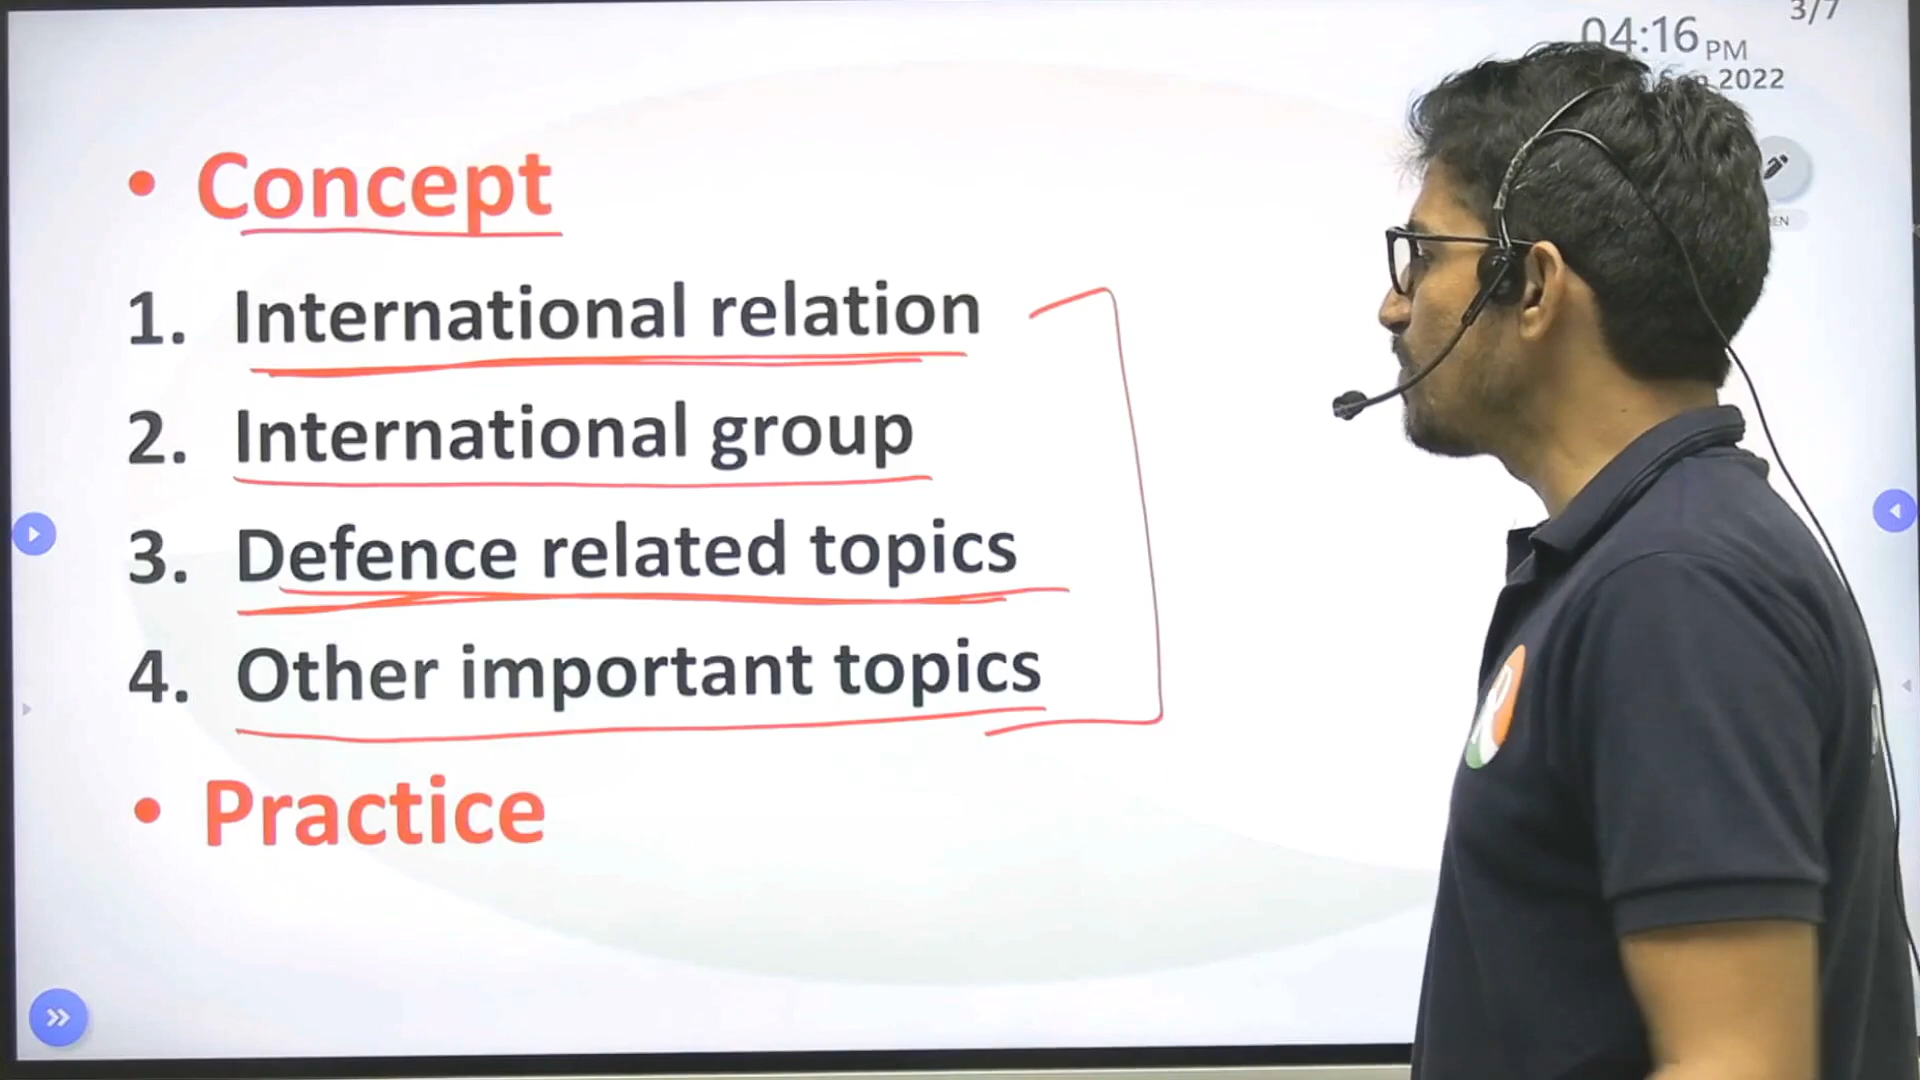 3/7
04:16 PM
2022
• Concept
1. International relation
2. International group
3. Defence related topics
4. Other important topics
• Practice